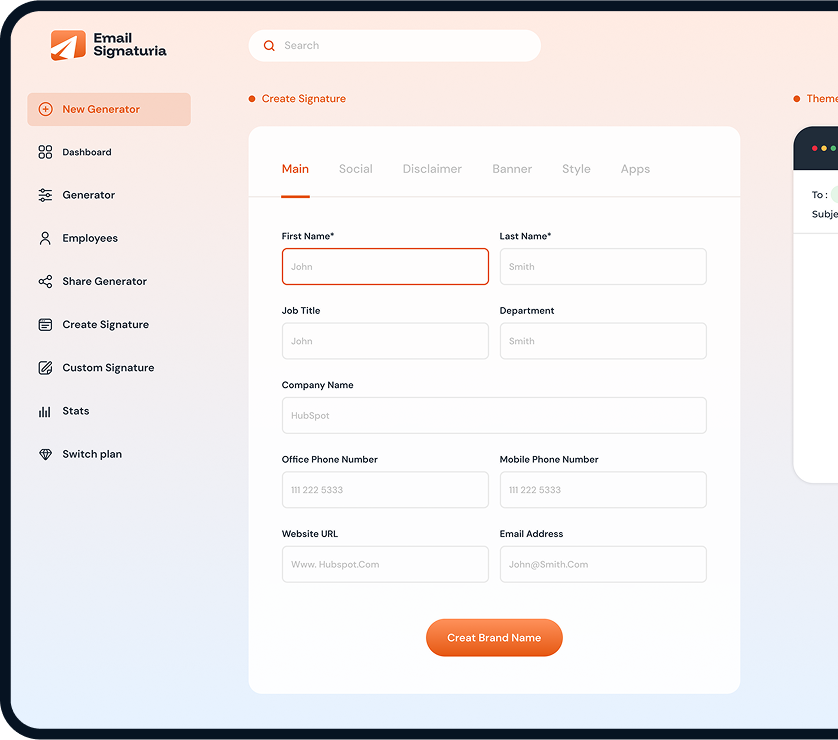 Email
Signaturia
Search
New Generator
Dashboard
Generator
Employees
Share Generator
Create Signature
Custom Signature
Stats
Switch plan
Create Signature
Main Social Disclaimer Banner Style Apps
First Name* Last Name*
John Smith
Job Title Department
John Smith
Company Name
HubSpot
Office Phone Number Mobile Phone Number
111 222 5333 111 222 5333
Website URL Email Address
Www. Hubspot.Com John@Smith.Com
Creat Brand Name
Theme
To :
Subje